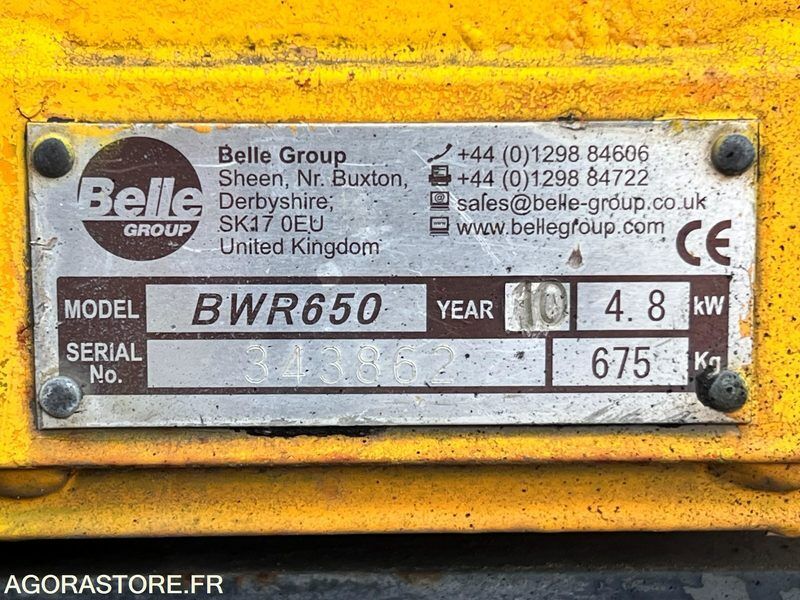 Belle
GROUP
Belle Group
Sheen, Nr. Buxton,
Derbyshire;
SK17 0EU
United Kingdom
+44 (0)1298 84606
+44 (0)1298 84722
sales@belle-group.co.uk
www.bellegroup.com
CE
MODEL BWR650 YEAR 10 4.8 kW
SERIAL No. 343862 675 Kg
AGORASTORE.FR